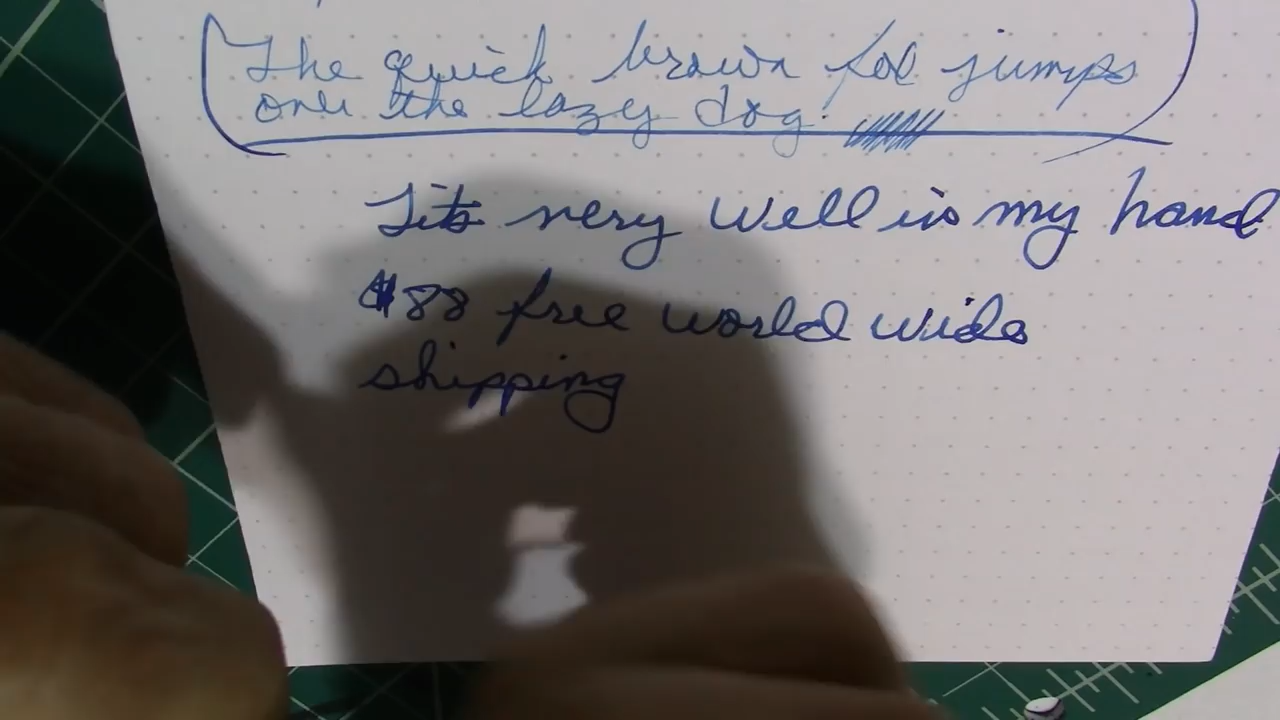 The quick brown fox jumps
over the lazy dog.
fits very well in my hand
$88 free world wide
shipping